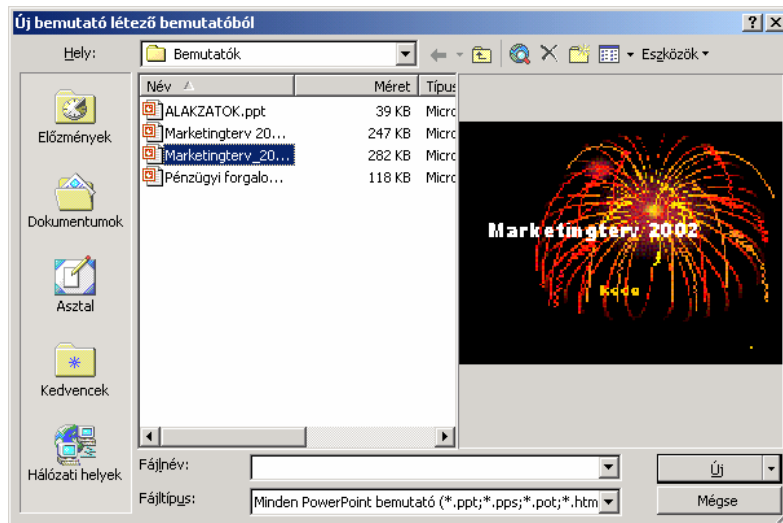 Új bemutató létező bemutatóból
Hely: Bemutatók Eszközök
Név Méret Típus
ALAKZATOK.ppt 39 KB Micro
Marketingterv 20... 247 KB Micro
Marketingterv_20... 282 KB Micro
Pénzügyi forgalo... 118 KB Micro
Előzmények
Dokumentumok
Asztal
Kedvencek
Hálózati helyek
Marketingterv 2002
Fájlnév:
Új
Fájltípus: Minden PowerPoint bemutató (*.ppt;*.pps;*.pot;*.htm
Mégse